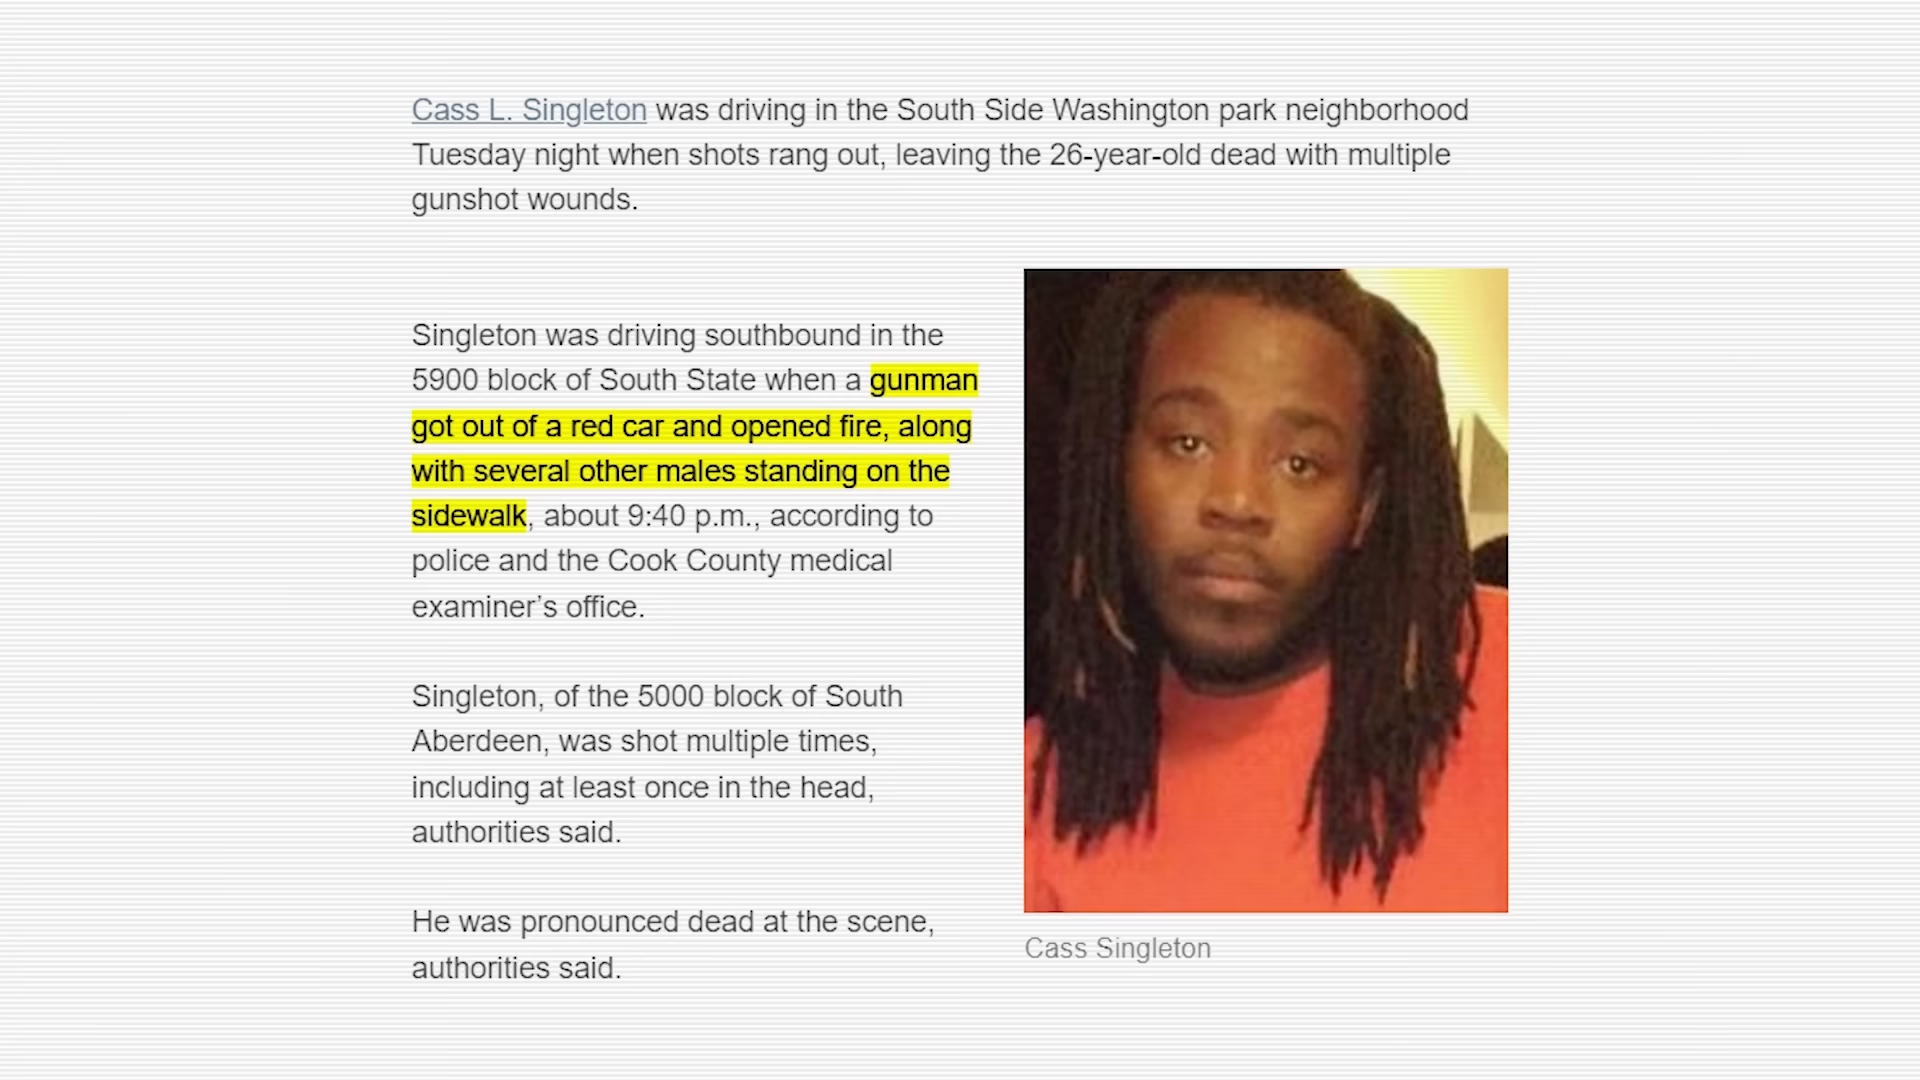 Cass L. Singleton was driving in the South Side Washington park neighborhood
Tuesday night when shots rang out, leaving the 26-year-old dead with multiple
gunshot wounds.
Singleton was driving southbound in the
5900 block of South State when a gunman
got out of a red car and opened fire, along
with several other males standing on the
sidewalk, about 9:40 p.m., according to
police and the Cook County medical
examiner’s office.
Singleton, of the 5000 block of South
Aberdeen, was shot multiple times,
including at least once in the head,
authorities said.
He was pronounced dead at the scene,
authorities said.
Cass Singleton